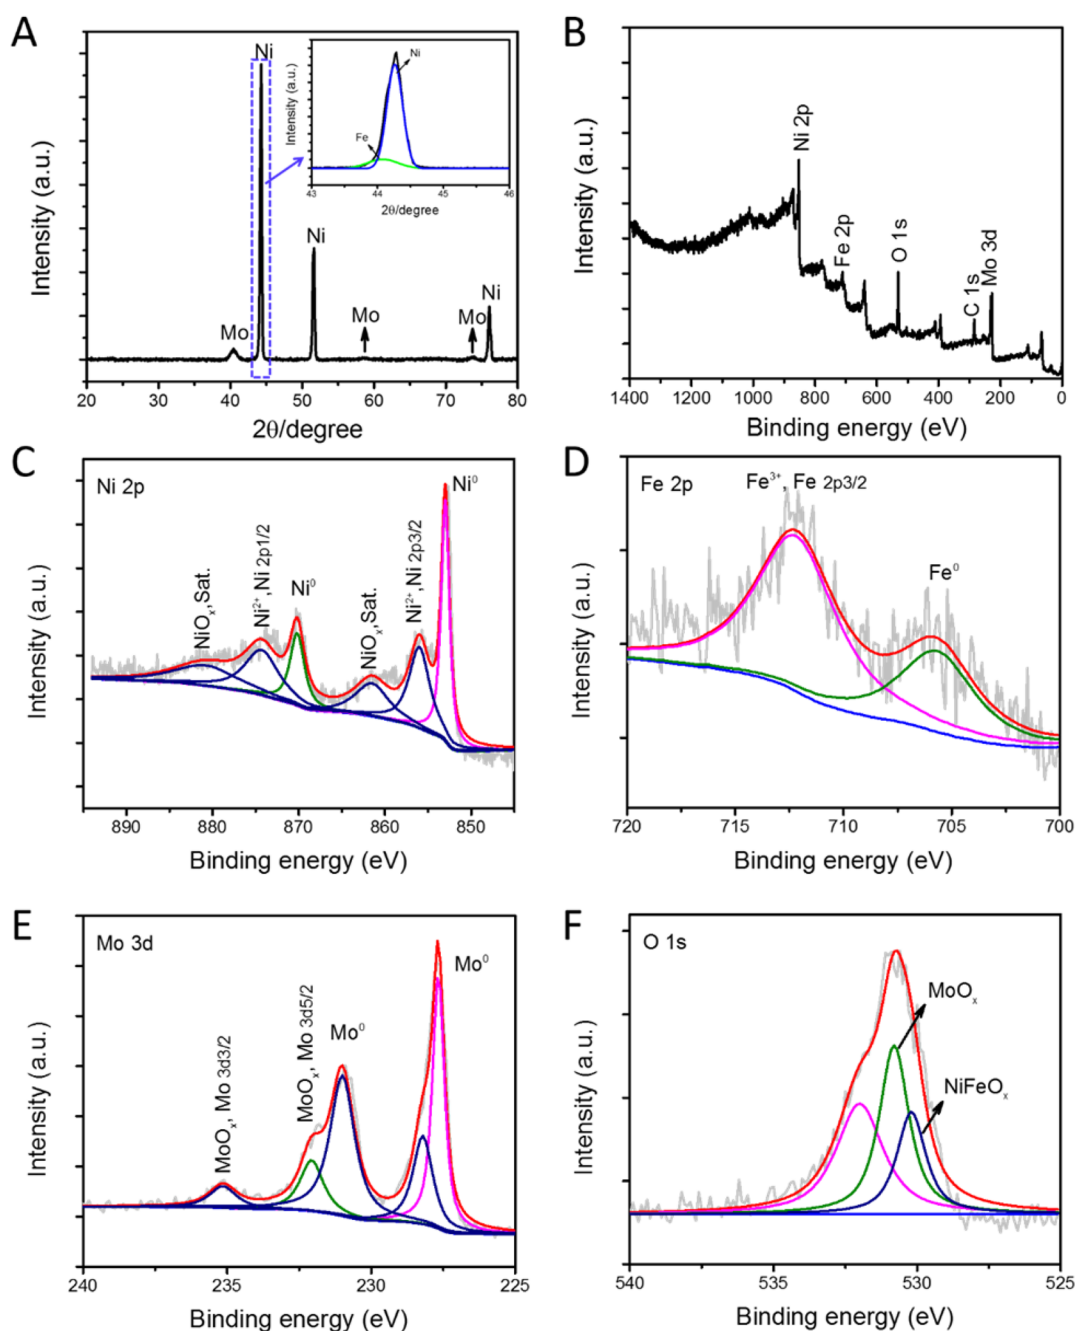 A
Intensity (a.u.)
Ni
Mo
Ni
Mo
Mo
Ni
20 30 40 50 60 70 80
2θ/degree
Intensity (a.u.)
Ni
Fe
43 44 45 46
2θ/degree
B
Intensity (a.u.)
Ni 2p
Fe 2p
O 1s
C 1s
Mo 3d
1400 1200 1000 800 600 400 200 0
Binding energy (eV)
C
Ni 2p
Intensity (a.u.)
NiOₓ,Sat.
Ni²⁺,Ni 2p1/2
Ni⁰
NiOₓ,Sat.
Ni²⁺,Ni 2p3/2
Ni⁰
890 880 870 860 850
Binding energy (eV)
D
Fe 2p
Intensity (a.u.)
Fe³⁺, Fe 2p3/2
Fe⁰
720 715 710 705 700
Binding energy (eV)
E
Mo 3d
Intensity (a.u.)
MoOₓ, Mo 3d3/2
MoOₓ, Mo 3d5/2
Mo⁰
Mo⁰
240 235 230 225
Binding energy (eV)
F
O 1s
Intensity (a.u.)
MoOₓ
NiFeOₓ
540 535 530 525
Binding energy (eV)